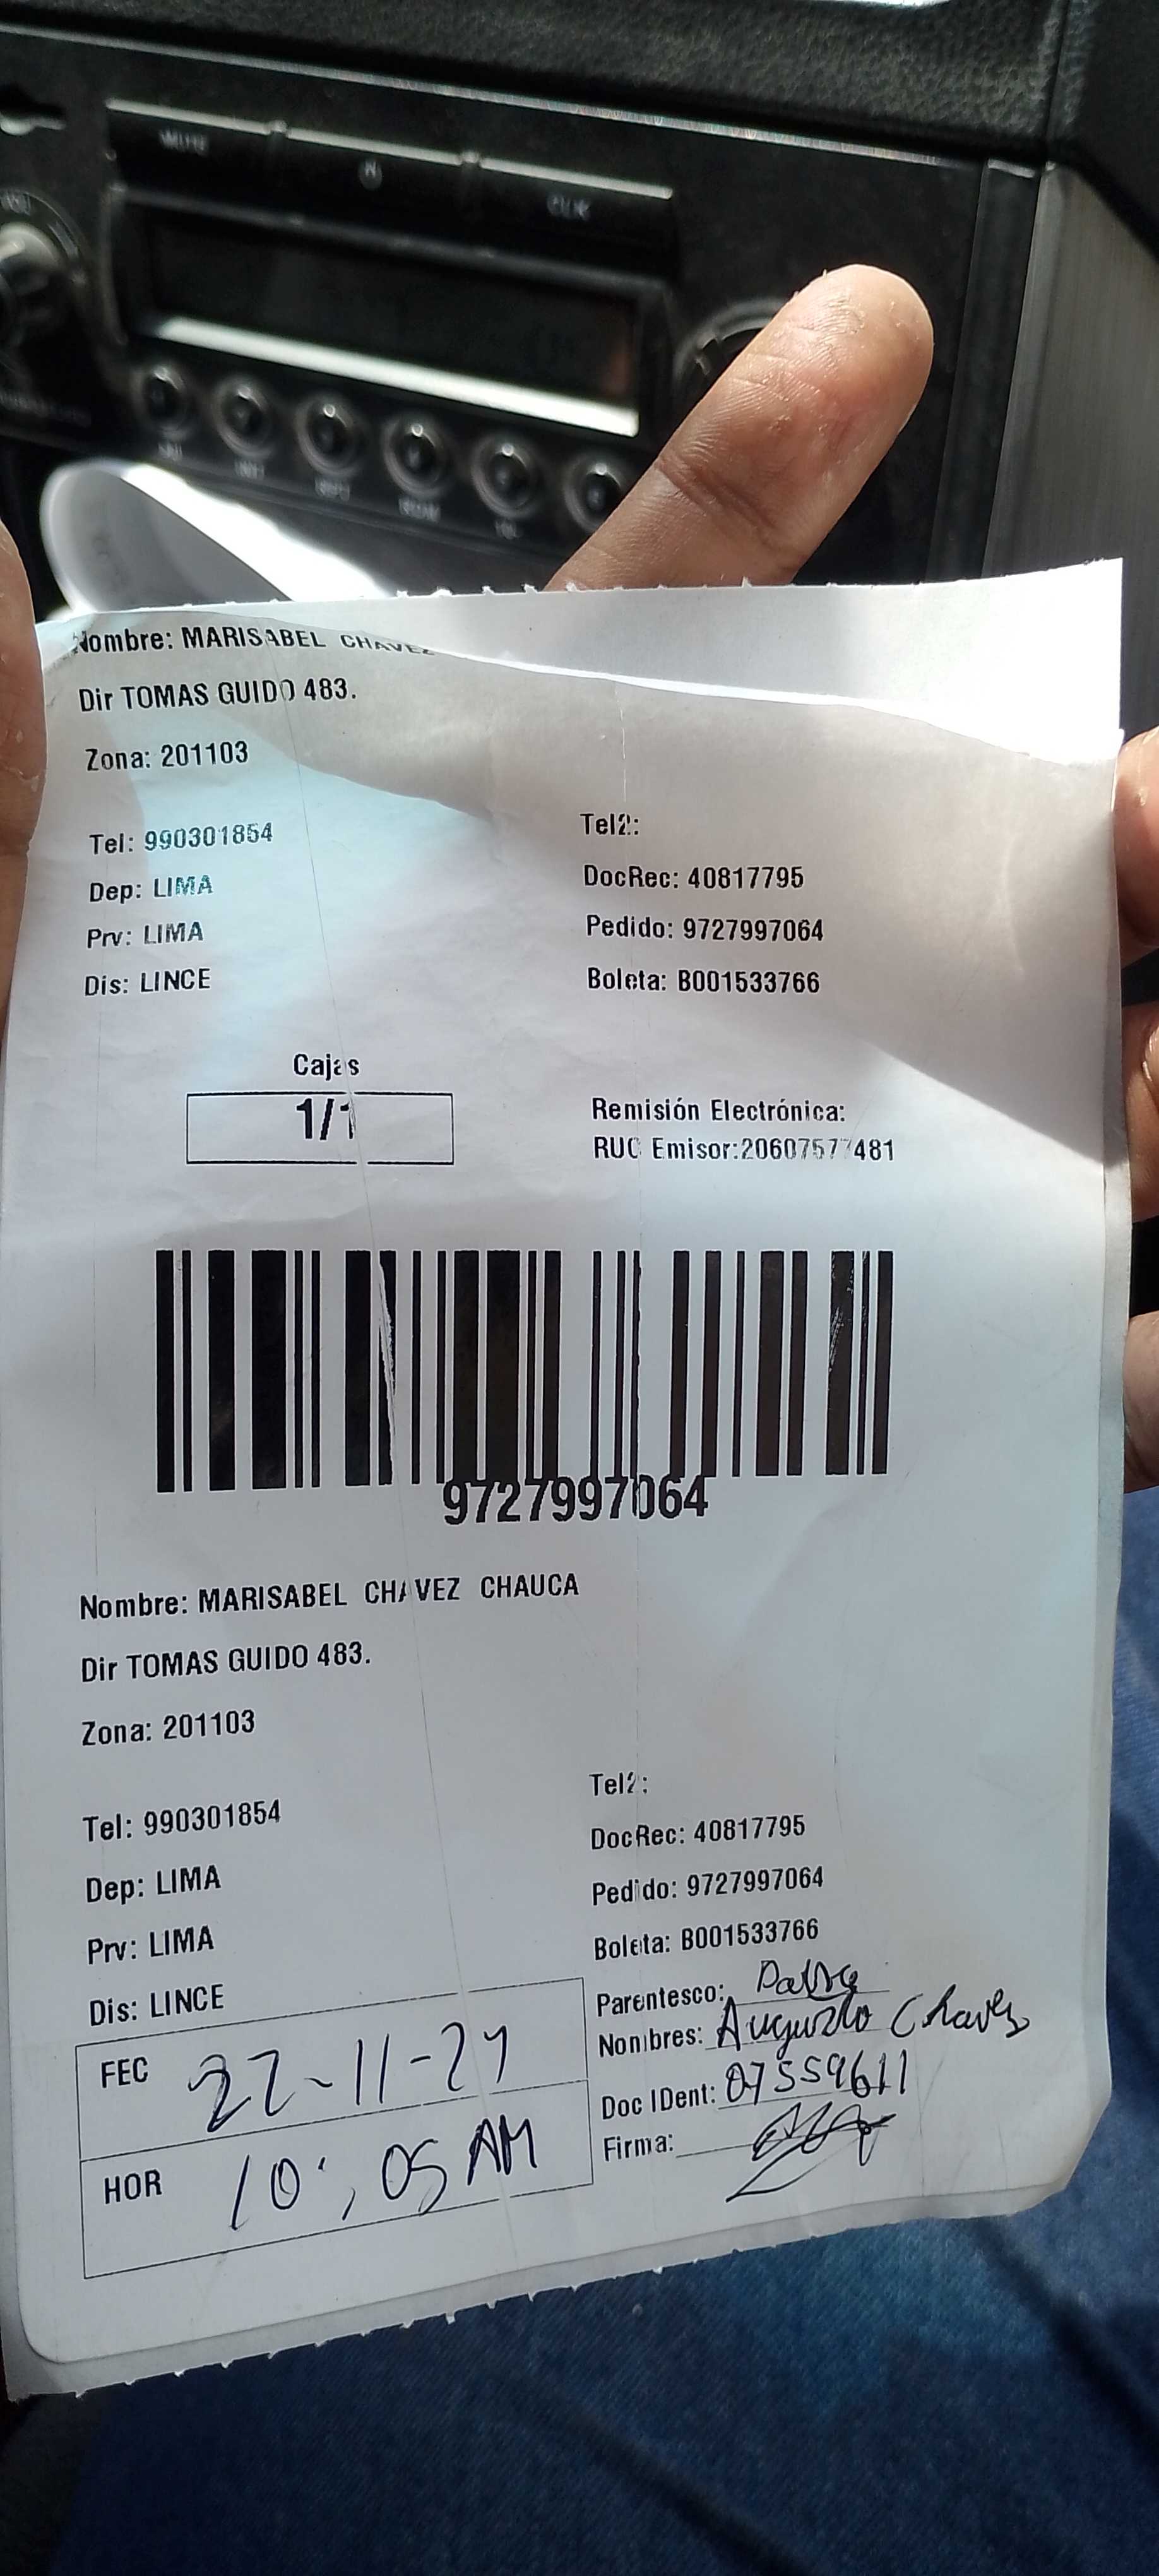 Nombre: MARISABEL CHAVEZ
Dir TOMAS GUIDO 483.
Zona: 201103
Tel: 990301854
Tel2:
Dep: LIMA
DocRec: 40817795
Prv: LIMA
Pedido: 9727997064
Dis: LINCE
Boleta: B001533766
Cajas
1/1
Remisión Electrónica:
RUC Emisor:20607577481
9727997064
Nombre: MARISABEL CHAVEZ CHAUCA
Dir TOMAS GUIDO 483.
Zona: 201103
Tel: 990301854
Tel2:
Dep: LIMA
DocRec: 40817795
Prv: LIMA
Pedido: 9727997064
Dis: LINCE
Boleta: B001533766
Parentesco:
Nombres: Augusto Chavez
Doc IDent: 07559611
Firma:
FEC 22-11-24
HOR 10:05 AM